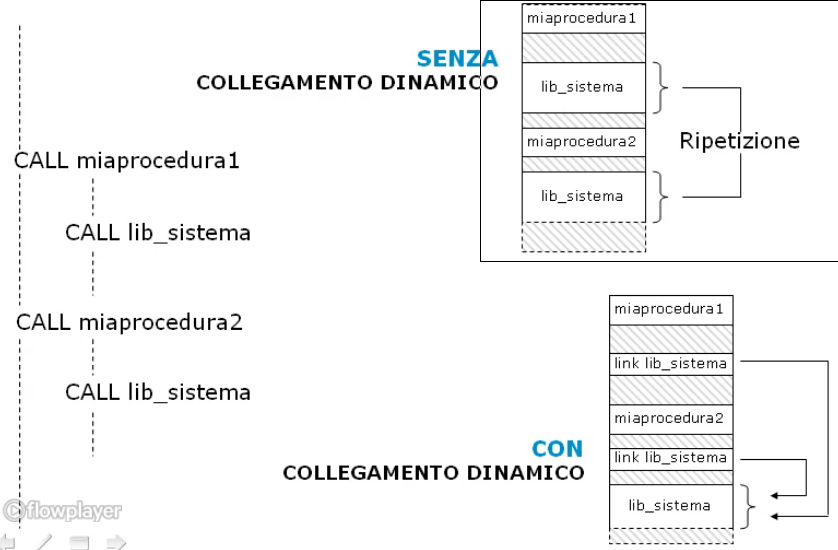 SENZA
COLLEGAMENTO DINAMICO
miaprocedura1
lib_sistema
miaprocedura2
lib_sistema
Ripetizione
CALL miaprocedura1
CALL lib_sistema
CALL miaprocedura2
CALL lib_sistema
CON
COLLEGAMENTO DINAMICO
miaprocedura1
link lib_sistema
miaprocedura2
link lib_sistema
lib_sistema
flowplayer